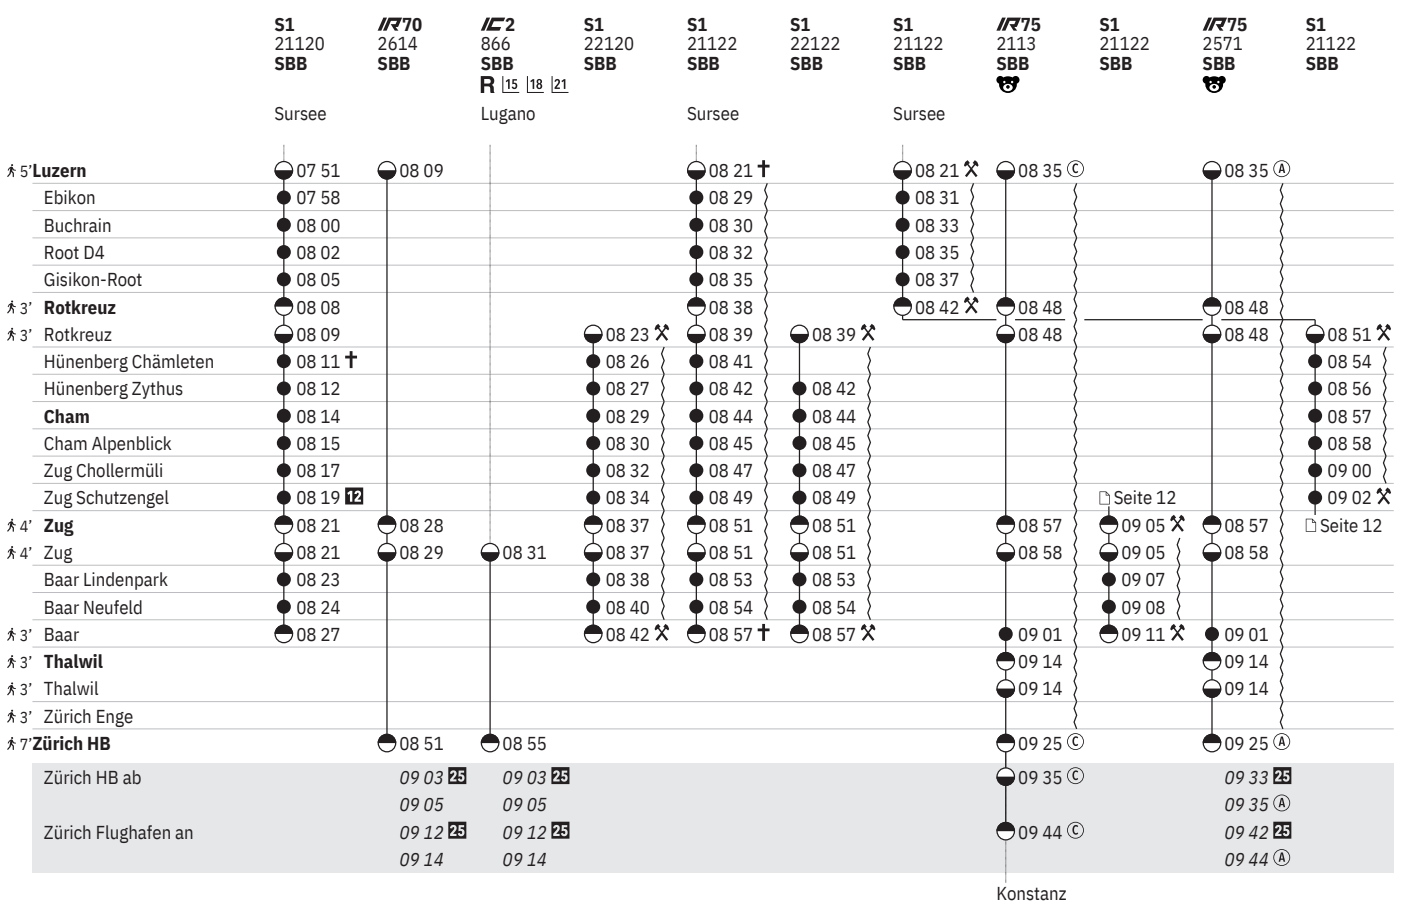 S1 IR70 IC2 S1 S1 S1 S1 IR75 S1 IR75 S1
21120 2614 866 22120 21122 22122 21122 2113 21122 2571 21122
SBB SBB SBB SBB SBB SBB SBB SBB SBB SBB SBB
R 15 18 21
Sursee Lugano Sursee Sursee
5' Luzern 07 51 08 09 08 21 ✝ 08 21 ⚒ 08 35 Ⓒ 08 35 Ⓐ
Ebikon 07 58 08 29 08 31
Buchrain 08 00 08 30 08 33
Root D4 08 02 08 32 08 35
Gisikon-Root 08 05 08 35 08 37
3' Rotkreuz 08 08 08 38 08 42 ⚒ 08 48 08 48
3' Rotkreuz 08 09 08 23 ⚒ 08 39 08 39 ⚒ 08 48 08 48 08 51 ⚒
Hünenberg Chämleten 08 11 ✝ 08 26 08 41 08 54
Hünenberg Zythus 08 12 08 27 08 42 08 42 08 56
Cham 08 14 08 29 08 44 08 44 08 57
Cham Alpenblick 08 15 08 30 08 45 08 45 08 58
Zug Chollermüli 08 17 08 32 08 47 08 47 09 00
Zug Schutzengel 08 19 12 08 34 08 49 08 49 Seite 12 09 02 ⚒
4' Zug 08 21 08 28 08 37 08 51 08 51 08 57 09 05 ⚒ 08 57 Seite 12
4' Zug 08 21 08 29 08 31 08 37 08 51 08 51 08 58 09 05 08 58
Baar Lindenpark 08 23 08 38 08 53 08 53 09 07
Baar Neufeld 08 24 08 40 08 54 08 54 09 08
3' Baar 08 27 08 42 ⚒ 08 57 ✝ 08 57 ⚒ 09 01 09 11 ⚒ 09 01
3' Thalwil 09 14 09 14
3' Thalwil 09 14 09 14
3' Zürich Enge
7' Zürich HB 08 51 08 55 09 25 Ⓒ 09 25 Ⓐ
Zürich HB ab 09 03 25 09 03 25 09 35 Ⓒ 09 33 25
09 05 09 05 09 35 Ⓐ
Zürich Flughafen an 09 12 25 09 12 25 09 44 Ⓒ 09 42 25
09 14 09 14 09 44 Ⓐ
Konstanz